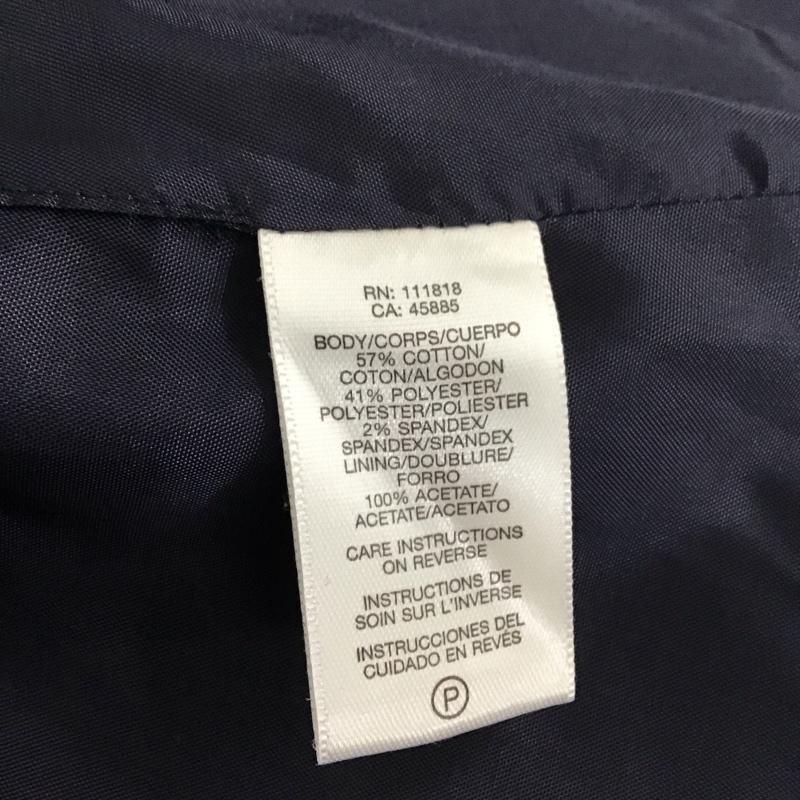 RN: 111818
CA: 45885
BODY/CORPS/CUERPO
57% COTTON/
COTON/ALGODON
41% POLYESTER/
POLYESTER/POLIESTER
2% SPANDEX/
SPANDEX/SPANDEX
LINING/DOUBLURE/
FORRO
100% ACETATE/
ACETATE/ACETATO
CARE INSTRUCTIONS
ON REVERSE
INSTRUCTIONS DE
SOIN SUR L'INVERSE
INSTRUCCIONES DEL
CUIDADO EN REVÉS
P